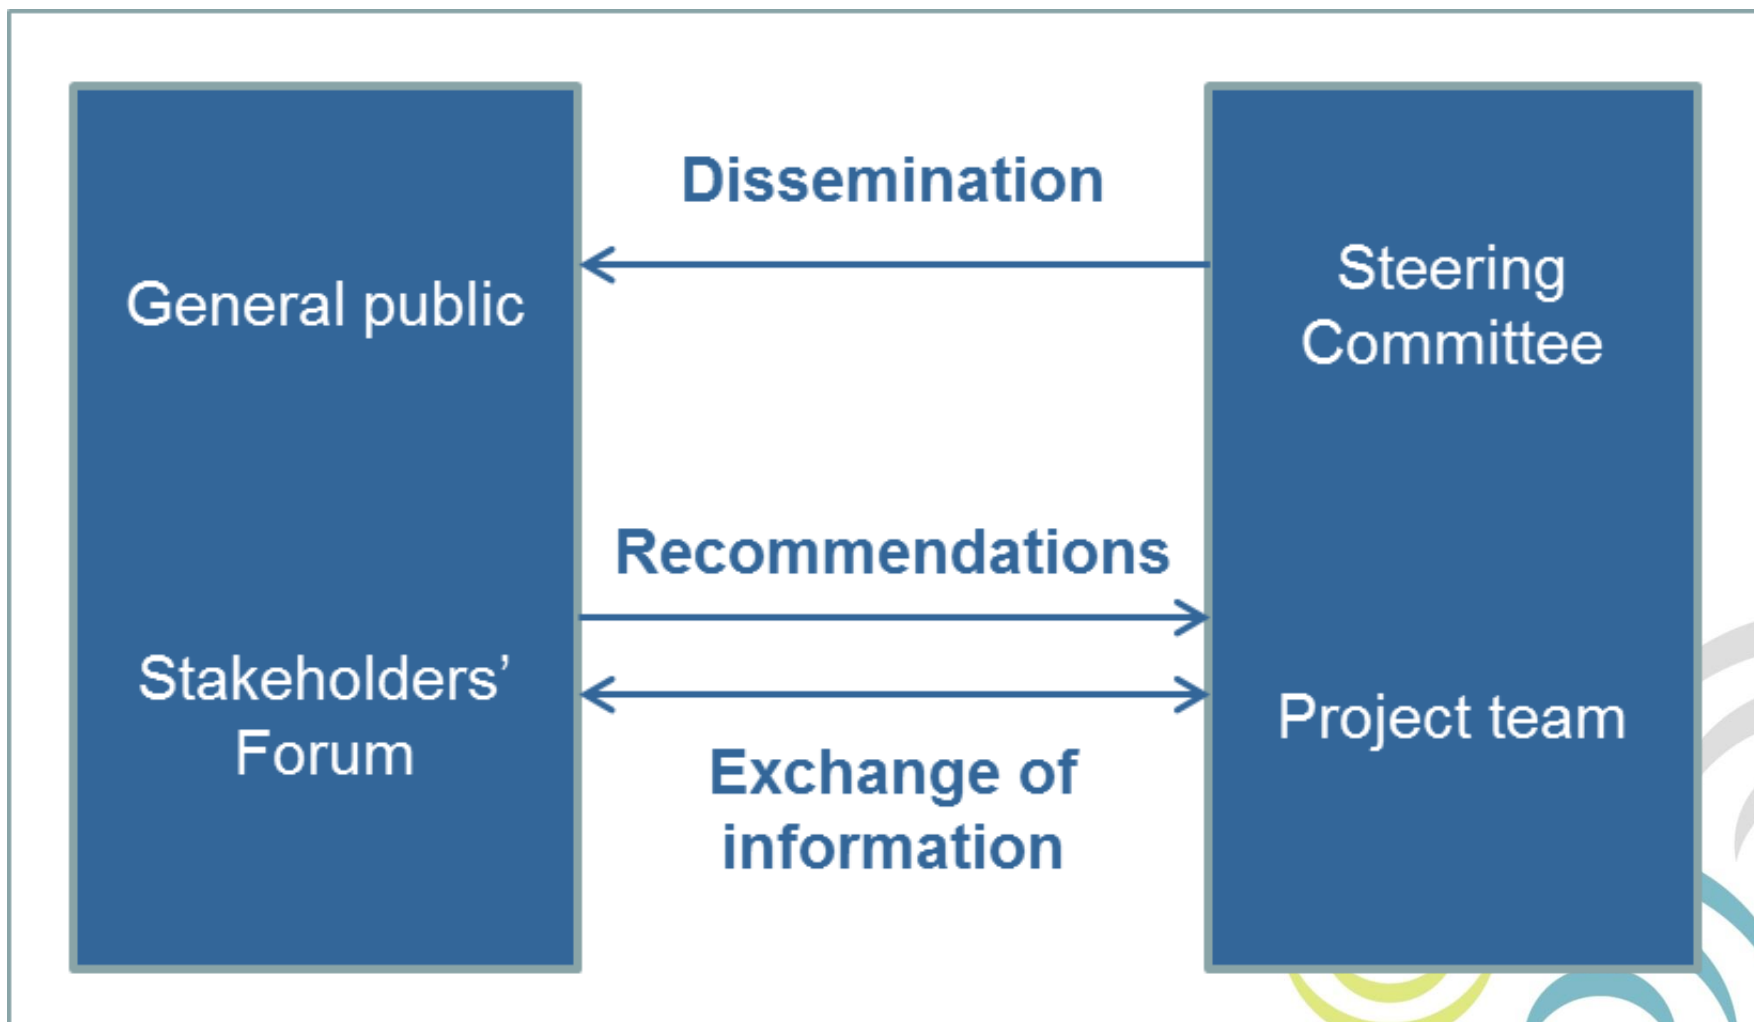 General public
Stakeholders’
Forum
Dissemination
Recommendations
Exchange of
information
Steering
Committee
Project team